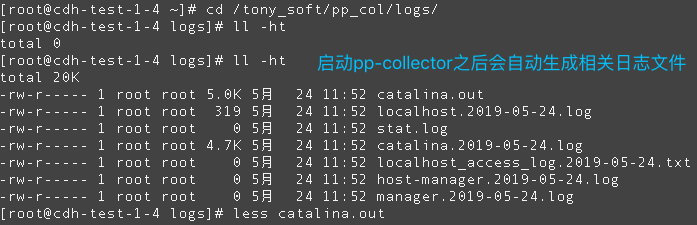 [root@cdh-test-1-4 ~]# cd /tony_soft/pp_col/logs/
[root@cdh-test-1-4 logs]# ll -ht
total 0
[root@cdh-test-1-4 logs]# ll -ht 启动pp-collector之后会自动生成相关日志文件
total 20K
-rw-r----- 1 root root 5.0K 5月  24 11:52 catalina.out
-rw-r----- 1 root root  319 5月  24 11:52 localhost.2019-05-24.log
-rw-r----- 1 root root    0 5月  24 11:52 stat.log
-rw-r----- 1 root root 4.7K 5月  24 11:52 catalina.2019-05-24.log
-rw-r----- 1 root root    0 5月  24 11:52 localhost_access_log.2019-05-24.txt
-rw-r----- 1 root root    0 5月  24 11:52 host-manager.2019-05-24.log
-rw-r----- 1 root root    0 5月  24 11:52 manager.2019-05-24.log
[root@cdh-test-1-4 logs]# less catalina.out